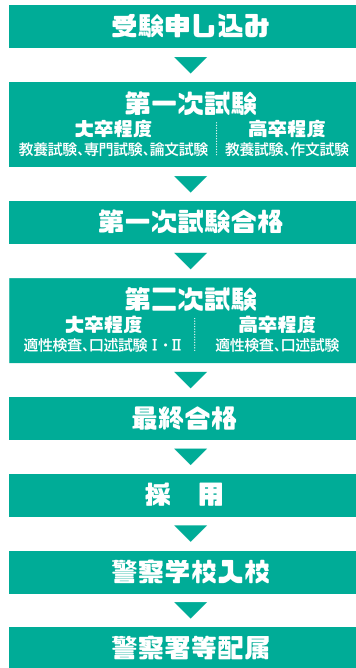 受験申し込み
第一次試験
大卒程度
教養試験、専門試験、論文試験
高卒程度
教養試験、作文試験
第一次試験合格
第二次試験
大卒程度
適性検査、口述試験Ⅰ・Ⅱ
高卒程度
適性検査、口述試験
最終合格
採　用
警察学校入校
警察署等配属